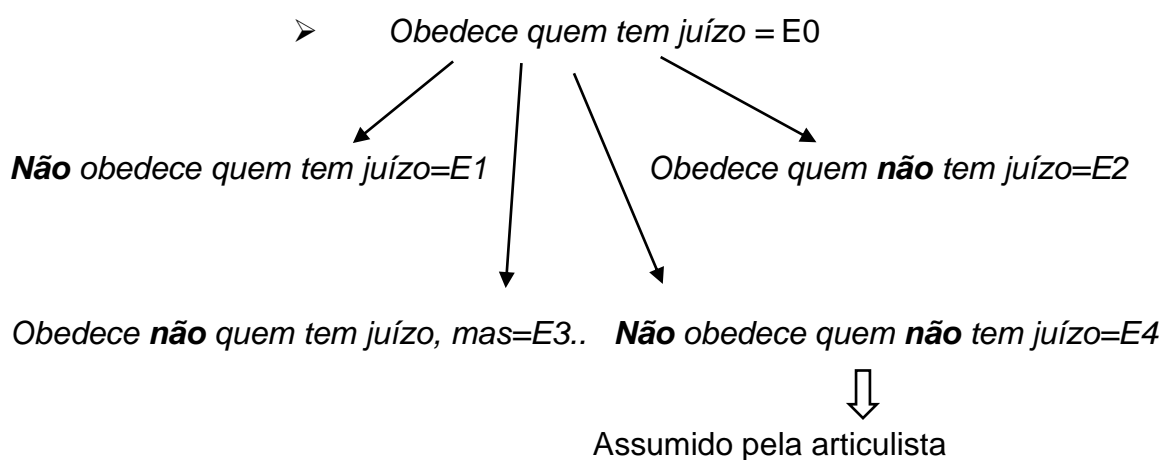 ➢ Obedece quem tem juízo = E0
Não obedece quem tem juízo=E1 Obedece quem não tem juízo=E2
Obedece não quem tem juízo, mas=E3.. Não obedece quem não tem juízo=E4
Assumido pela articulista